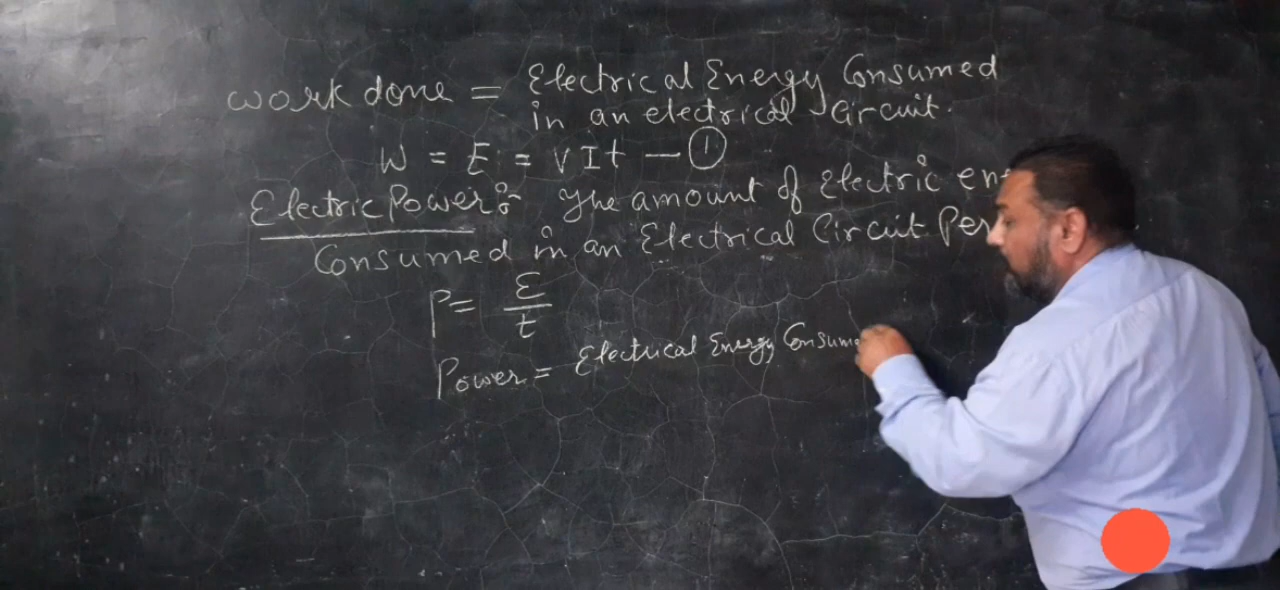 work done = Electrical Energy Consumed
in an electrical Circuit.
W = E = VIt — ①
Electric Power:- The amount of Electric en
Consumed in an Electrical Circuit Per
P = E/t
Power = Electrical Energy Consume